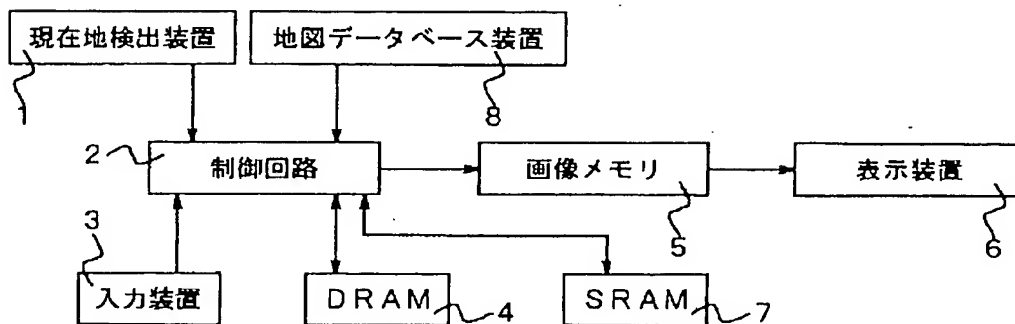 現在地検出装置
地図データベース装置
1
8
2
制御回路
画像メモリ
表示装置
3
5
6
入力装置
DRAM
4
SRAM
7